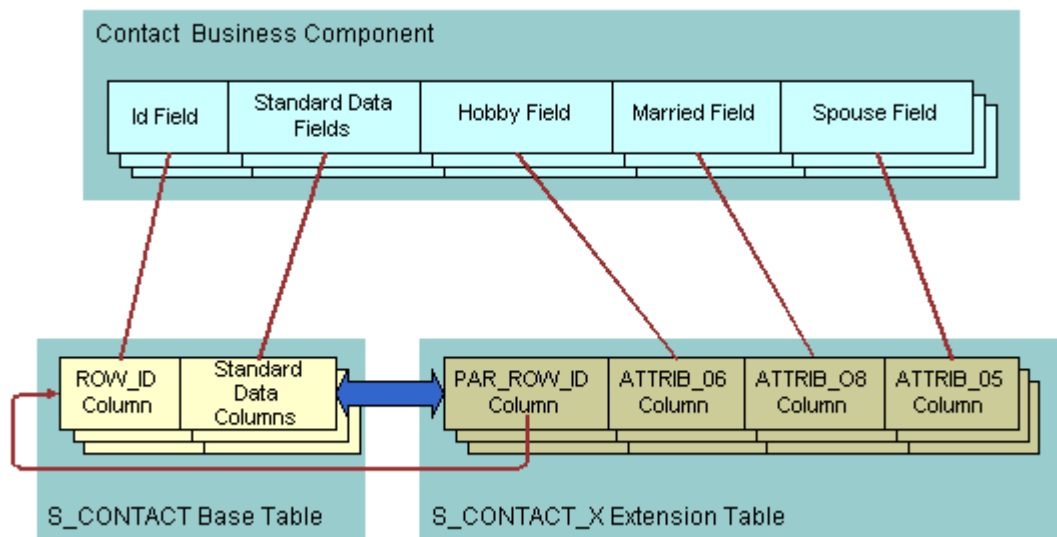 Contact Business Component
Id Field
Standard Data
Fields
Hobby Field
Married Field
Spouse Field
ROW_ID
Column
Standard
Data
Columns
PAR_ROW_ID
Column
ATTRIB_06
Column
ATTRIB_O8
Column
ATTRIB_05
Column
S_CONTACT Base Table
S_CONTACT_X Extension Table